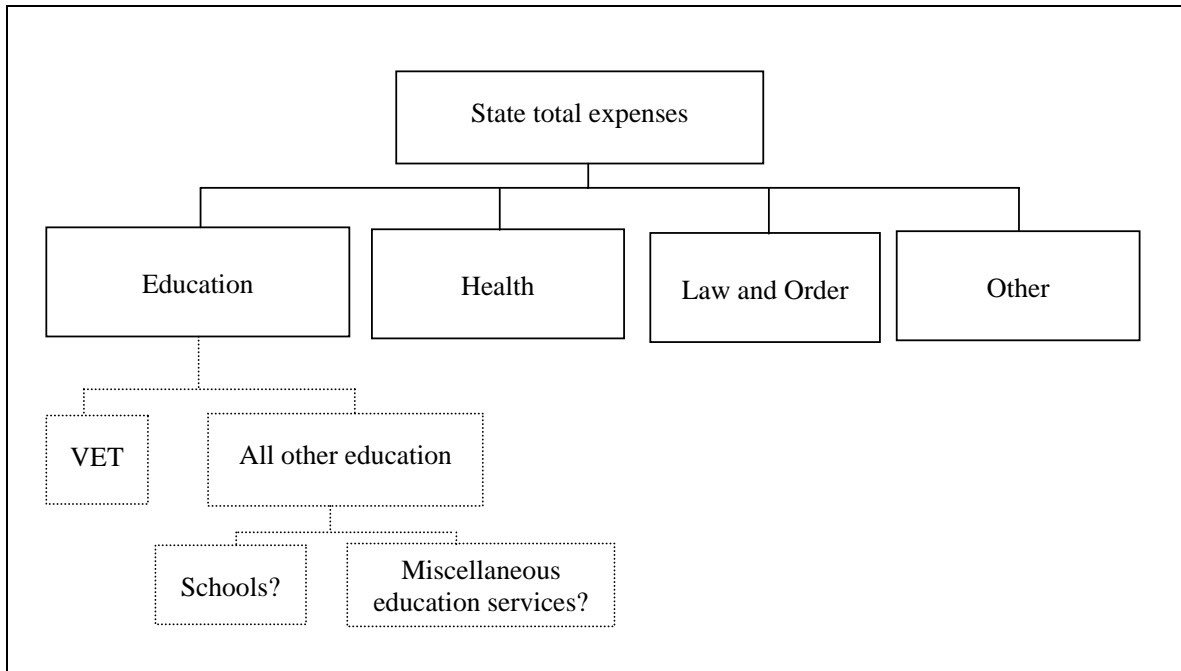 State total expenses
Education
Health
Law and Order
Other
VET
All other education
Schools?
Miscellaneous
education services?